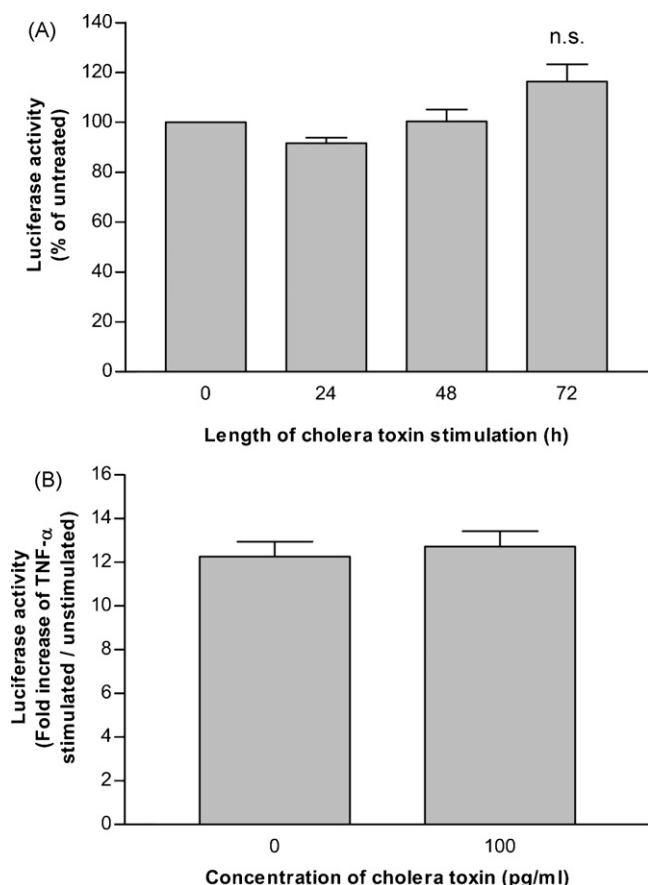 (A)
140
120
100
80
60
40
20
0
n.s.
Luciferase activity
(% of untreated)
0 24 48 72
Length of cholera toxin stimulation (h)
(B)
16
14
12
10
8
6
4
2
0
Luciferase activity
(Fold increase of TNF-α
stimulated / unstimulated)
0 100
Concentration of cholera toxin (pg/ml)